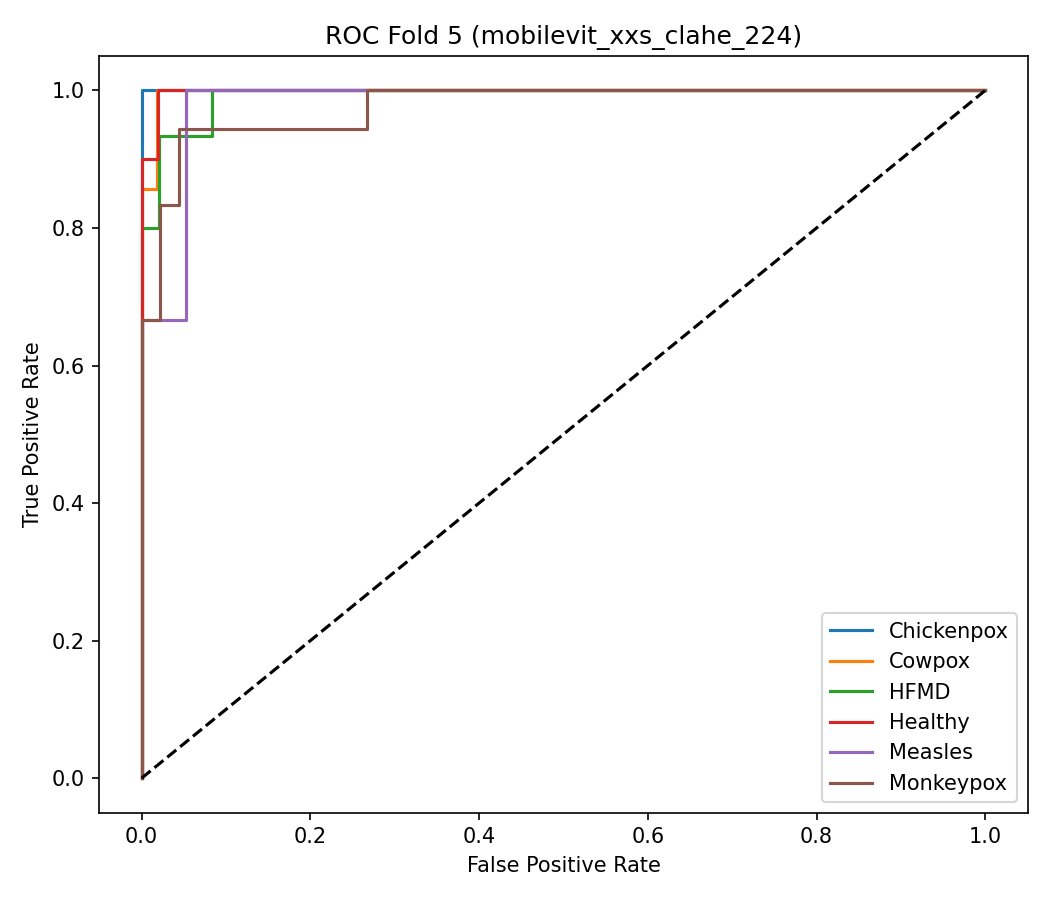 ROC Fold 5 (mobilevit_xxs_clahe_224)
True Positive Rate
1.0
0.8
0.6
0.4
0.2
0.0
0.0 0.2 0.4 0.6 0.8 1.0
False Positive Rate
Chickenpox
Cowpox
HFMD
Healthy
Measles
Monkeypox